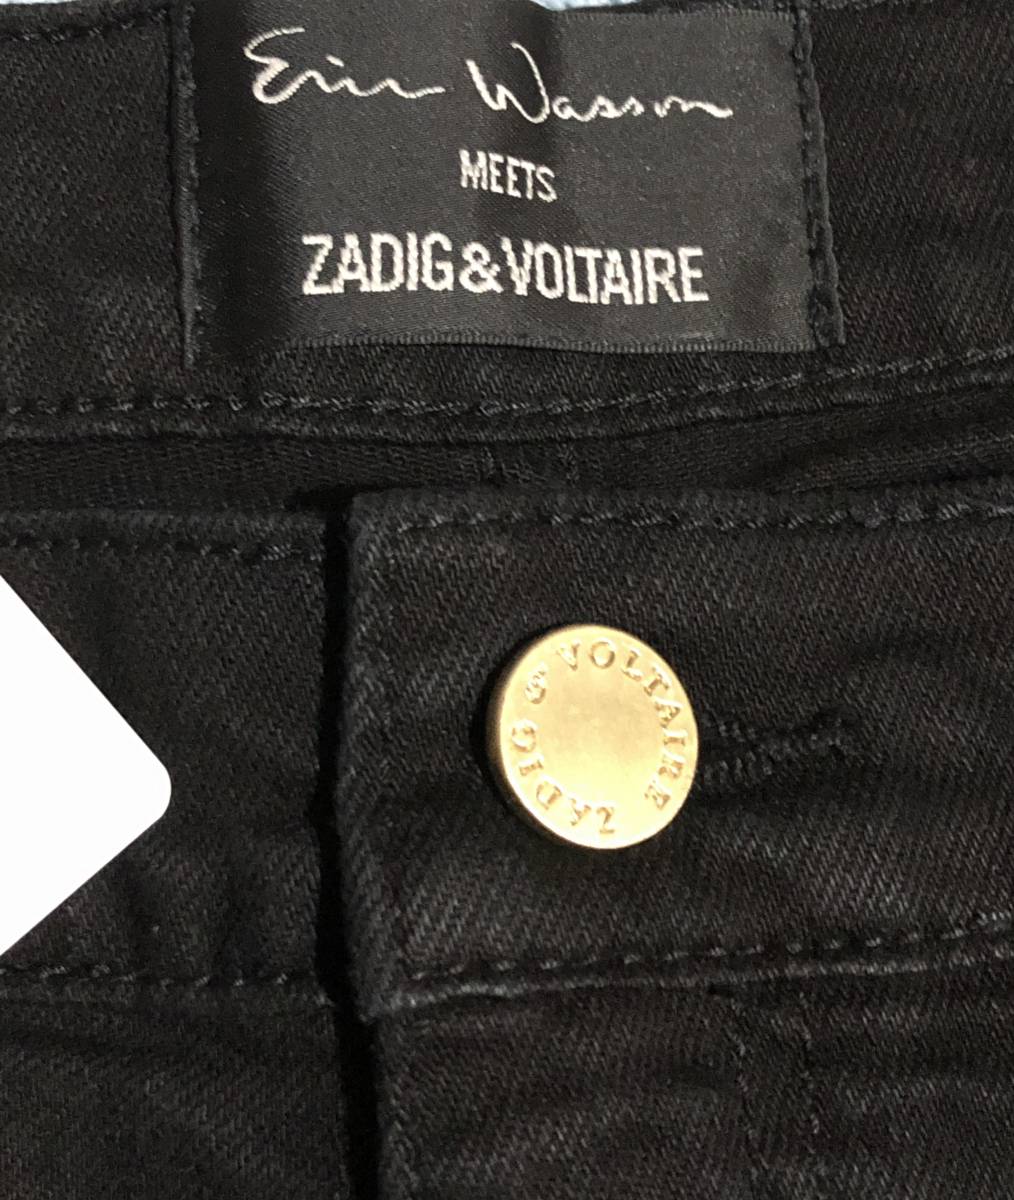 Erin Wasson
MEETS
ZADIG&VOLTAIRE
ZADIG & VOLTAIRE